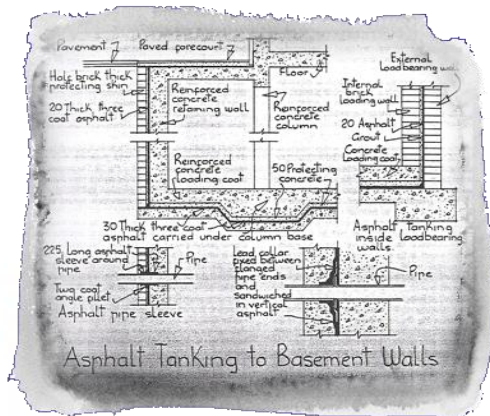 Pavement
Paved forecourt
External
Loadbearing wall
Half brick thick
protecting skin
Floor
20 Thick three
coat asphalt
Reinforced
concrete
retaining wall
Reinforced
concrete
column
Internal
brick
loading wall
20 Asphalt
Grout
Concrete
Loading coat
Reinforced
concrete
loading coat
50 Protecting
concrete
30 Thick three coat
asphalt carried under column base
Asphalt Tanking
inside Loadbearing
walls
225 Long asphalt
sleeve around
pipe
Pipe
Two coat
angle fillet
Asphalt pipe sleeve
Lead collar
fixed between
flanged
pipe ends
and
sandwiched
in vertical
asphalt
Pipe
Asphalt Tanking to Basement Walls